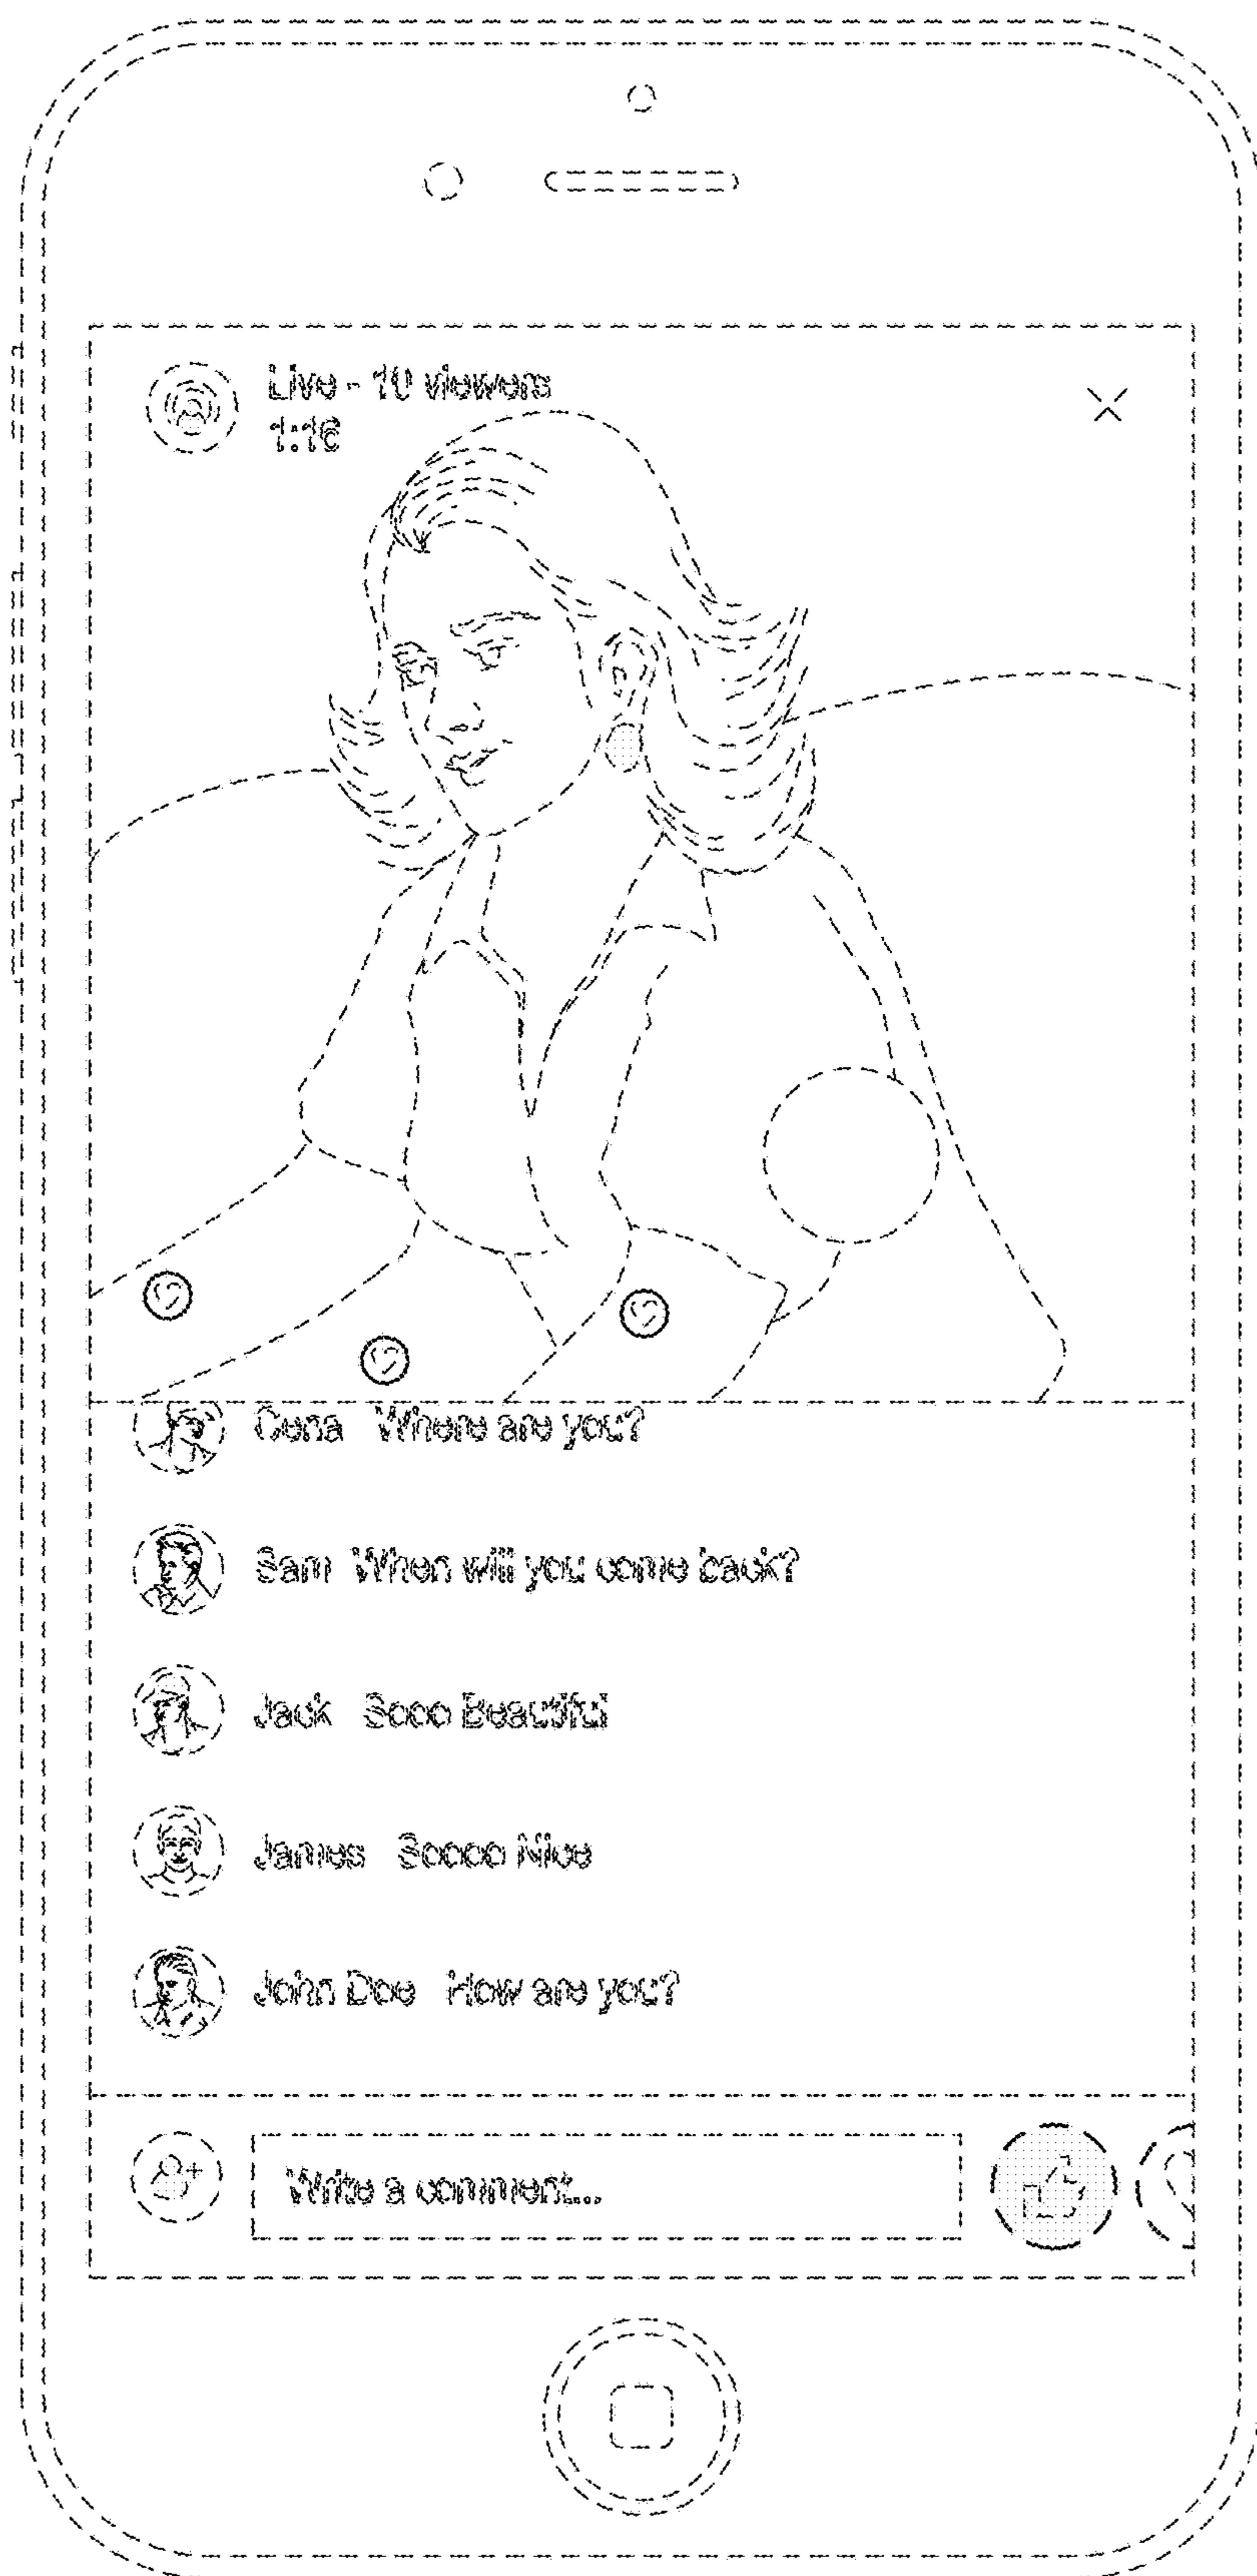 Live - 10 viewers
1:16
Cena Where are you?
Sam When will you come back?
Jack Sooo Beautiful
James Soooo Nice
John Doe How are you?
Write a comment...